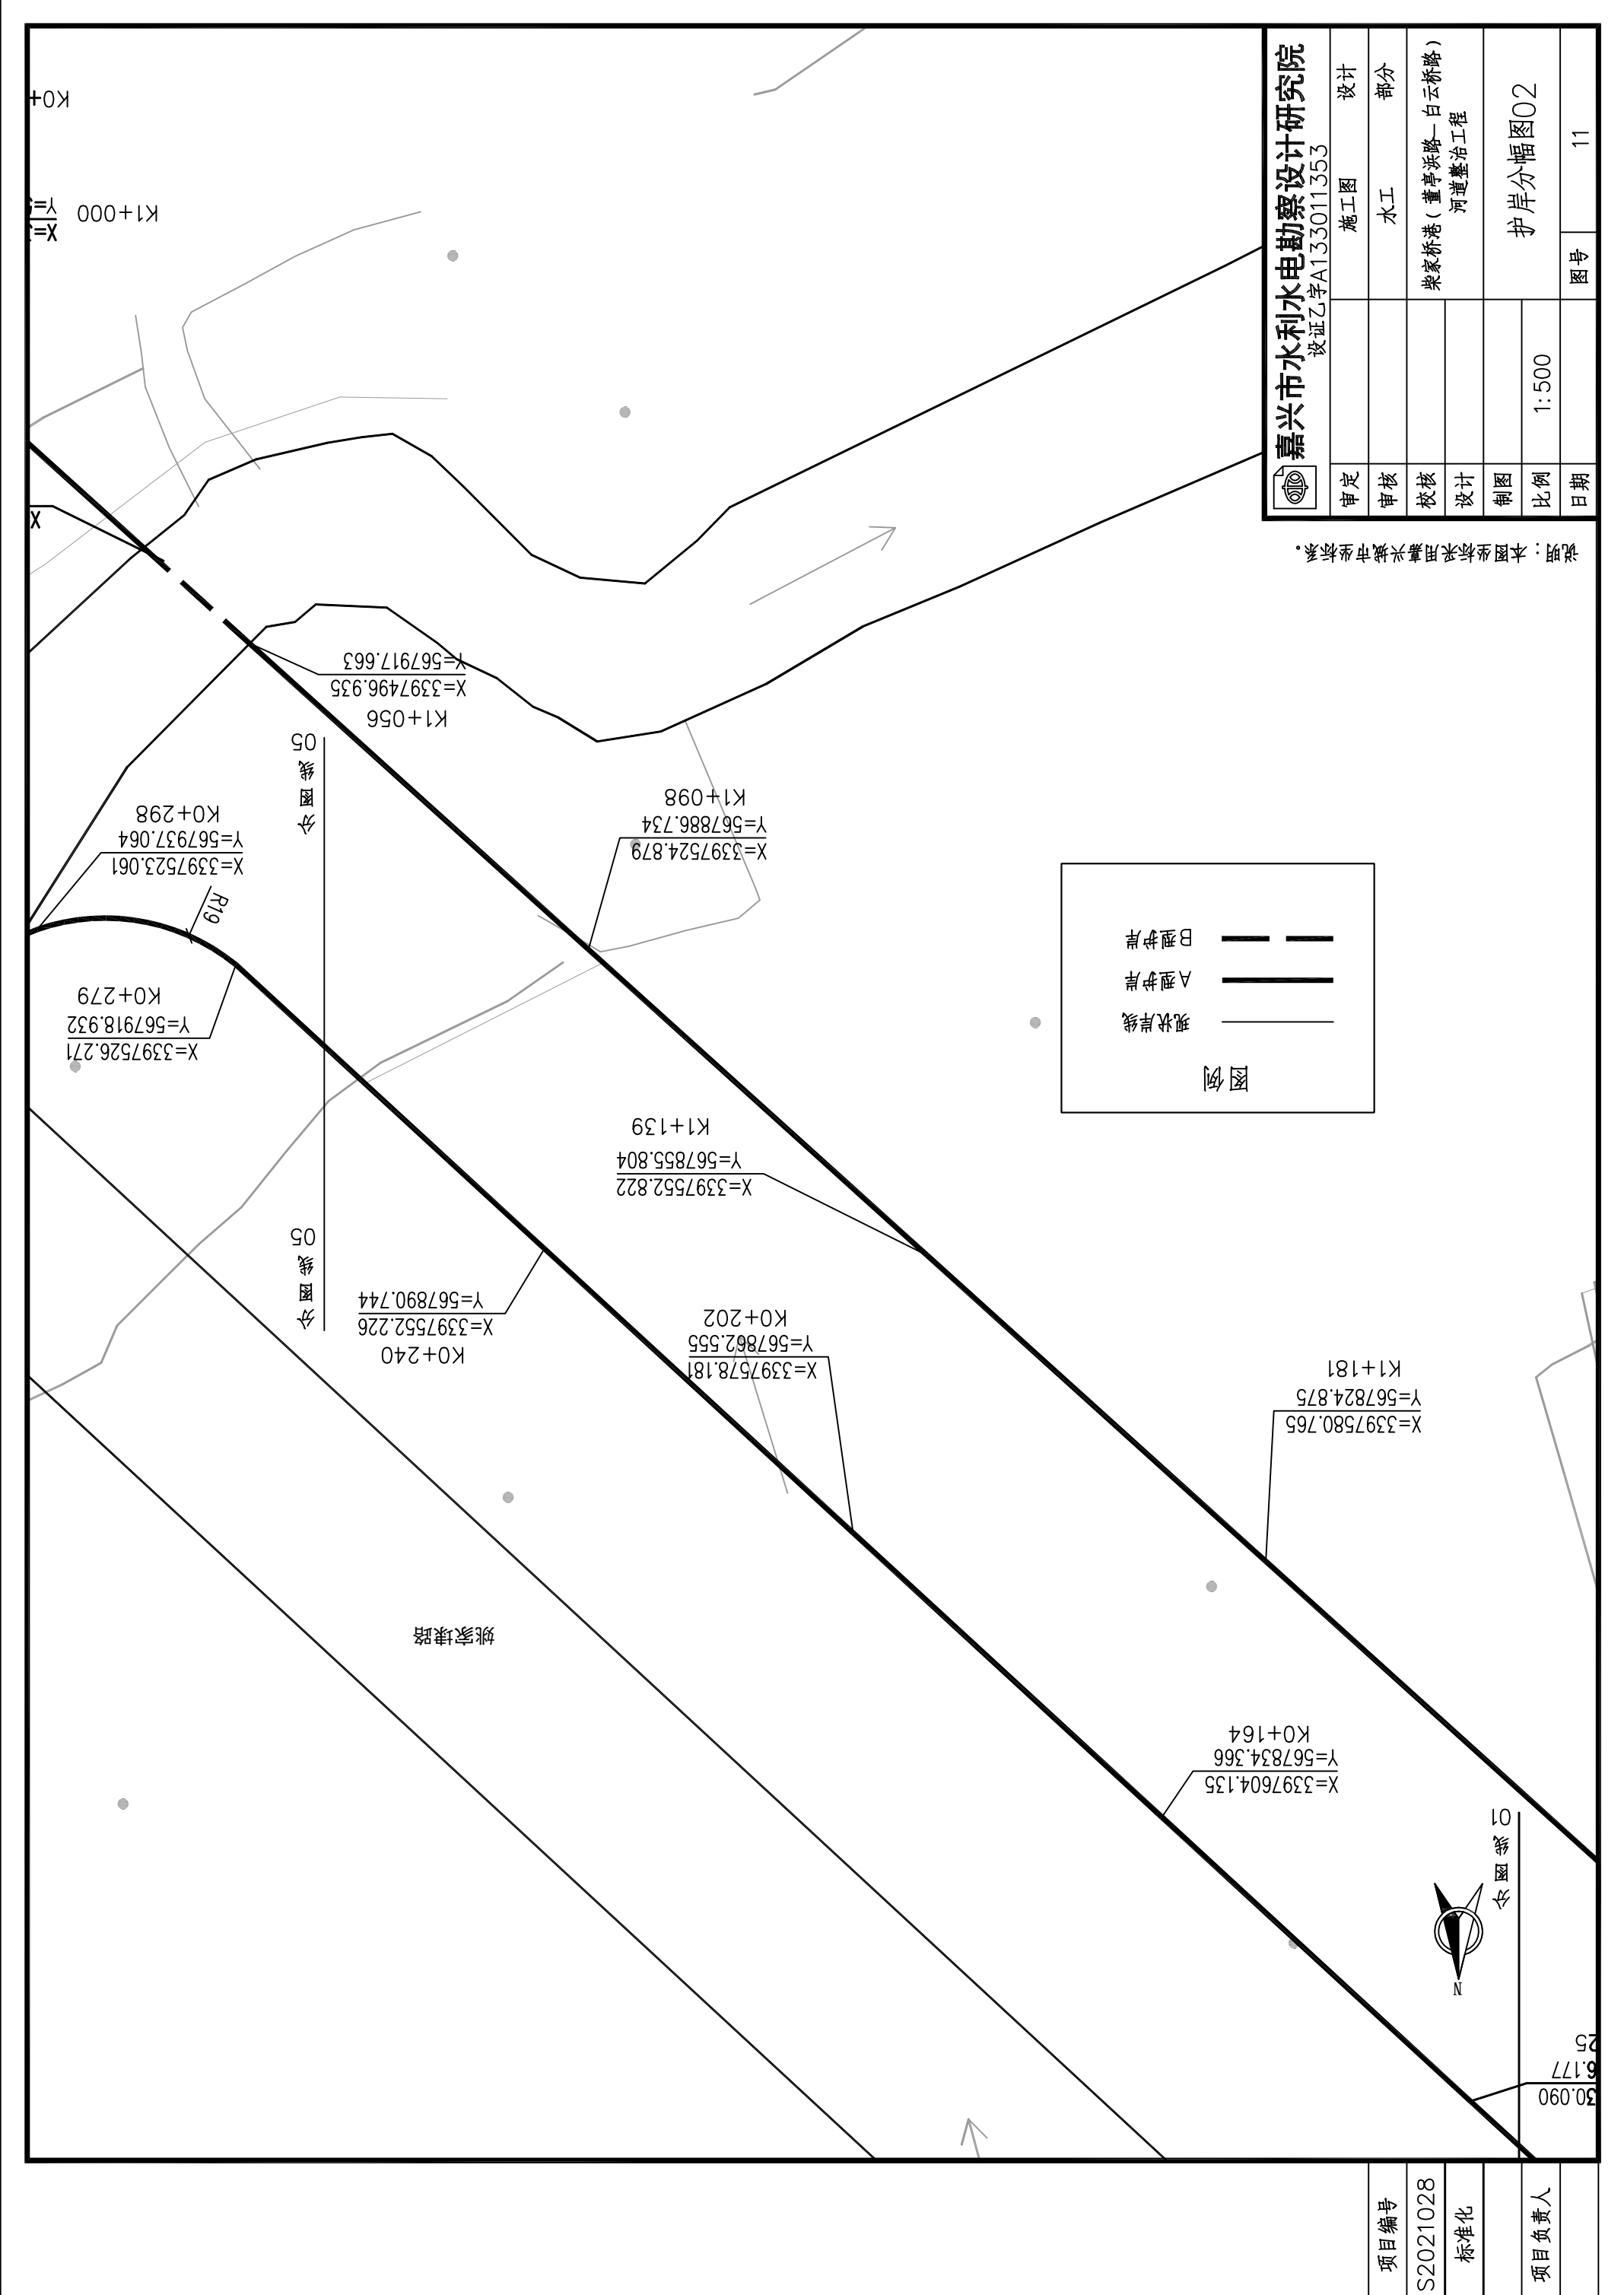 K0+
K1+000
Y=
X=
X
Y=567917.663
X=3397496.935
K1+056
分图线 05
K0+298
Y=567937.064
X=3397523.061
R19
K0+279
Y=567918.932
X=3397526.271
K1+098
Y=567886.734
X=3397524.879
K1+139
Y=567855.804
X=3397552.822
分图线 05
Y=567890.744
X=3397552.226
K0+240
K0+202
Y=567862.555
X=3397578.181
K1+181
Y=567824.875
X=3397580.765
K0+164
Y=567834.366
X=3397604.135
姚家埭路
图例
现状岸线
A型护岸
B型护岸
分图线 01
N
25
6.177
30.090
说明：本图坐标采用嘉兴城市坐标系。
嘉兴市水利水电勘察设计研究院
设证乙字A133011353
审定
施工图 设计
审核
水工 部分
校核
柴家桥港(董亭浜路—白云桥路)
设计
河道整治工程
制图
护岸分幅图02
比例 1:500
日期
图号 11
项目编号
S2021028
标准化
项目负责人